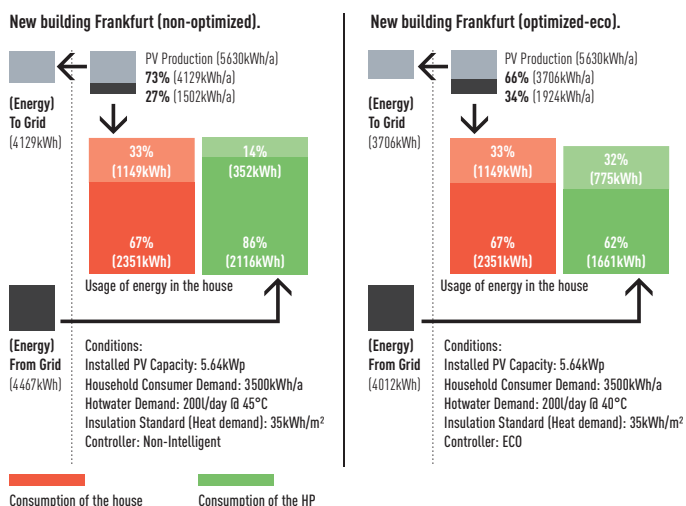 New building Frankfurt (non-optimized).
PV Production (5630kWh/a)
73% (4129kWh/a)
27% (1502kWh/a)
(Energy)
To Grid
(4129kWh)
33%
(1149kWh)
14%
(352kWh)
67%
(2351kWh)
86%
(2116kWh)
Usage of energy in the house
(Energy)
From Grid
(4467kWh)
Conditions:
Installed PV Capacity: 5.64kWp
Household Consumer Demand: 3500kWh/a
Hotwater Demand: 200l/day @ 45°C
Insulation Standard (Heat demand): 35kWh/m²
Controller: Non-Intelligent
New building Frankfurt (optimized-eco).
PV Production (5630kWh/a)
66% (3706kWh/a)
34% (1924kWh/a)
(Energy)
To Grid
(3706kWh)
33%
(1149kWh)
32%
(775kWh)
67%
(2351kWh)
62%
(1661kWh)
Usage of energy in the house
(Energy)
From Grid
(4012kWh)
Conditions:
Installed PV Capacity: 5.64kWp
Household Consumer Demand: 3500kWh/a
Hotwater Demand: 200l/day @ 40°C
Insulation Standard (Heat demand): 35kWh/m²
Controller: ECO
Consumption of the house
Consumption of the HP